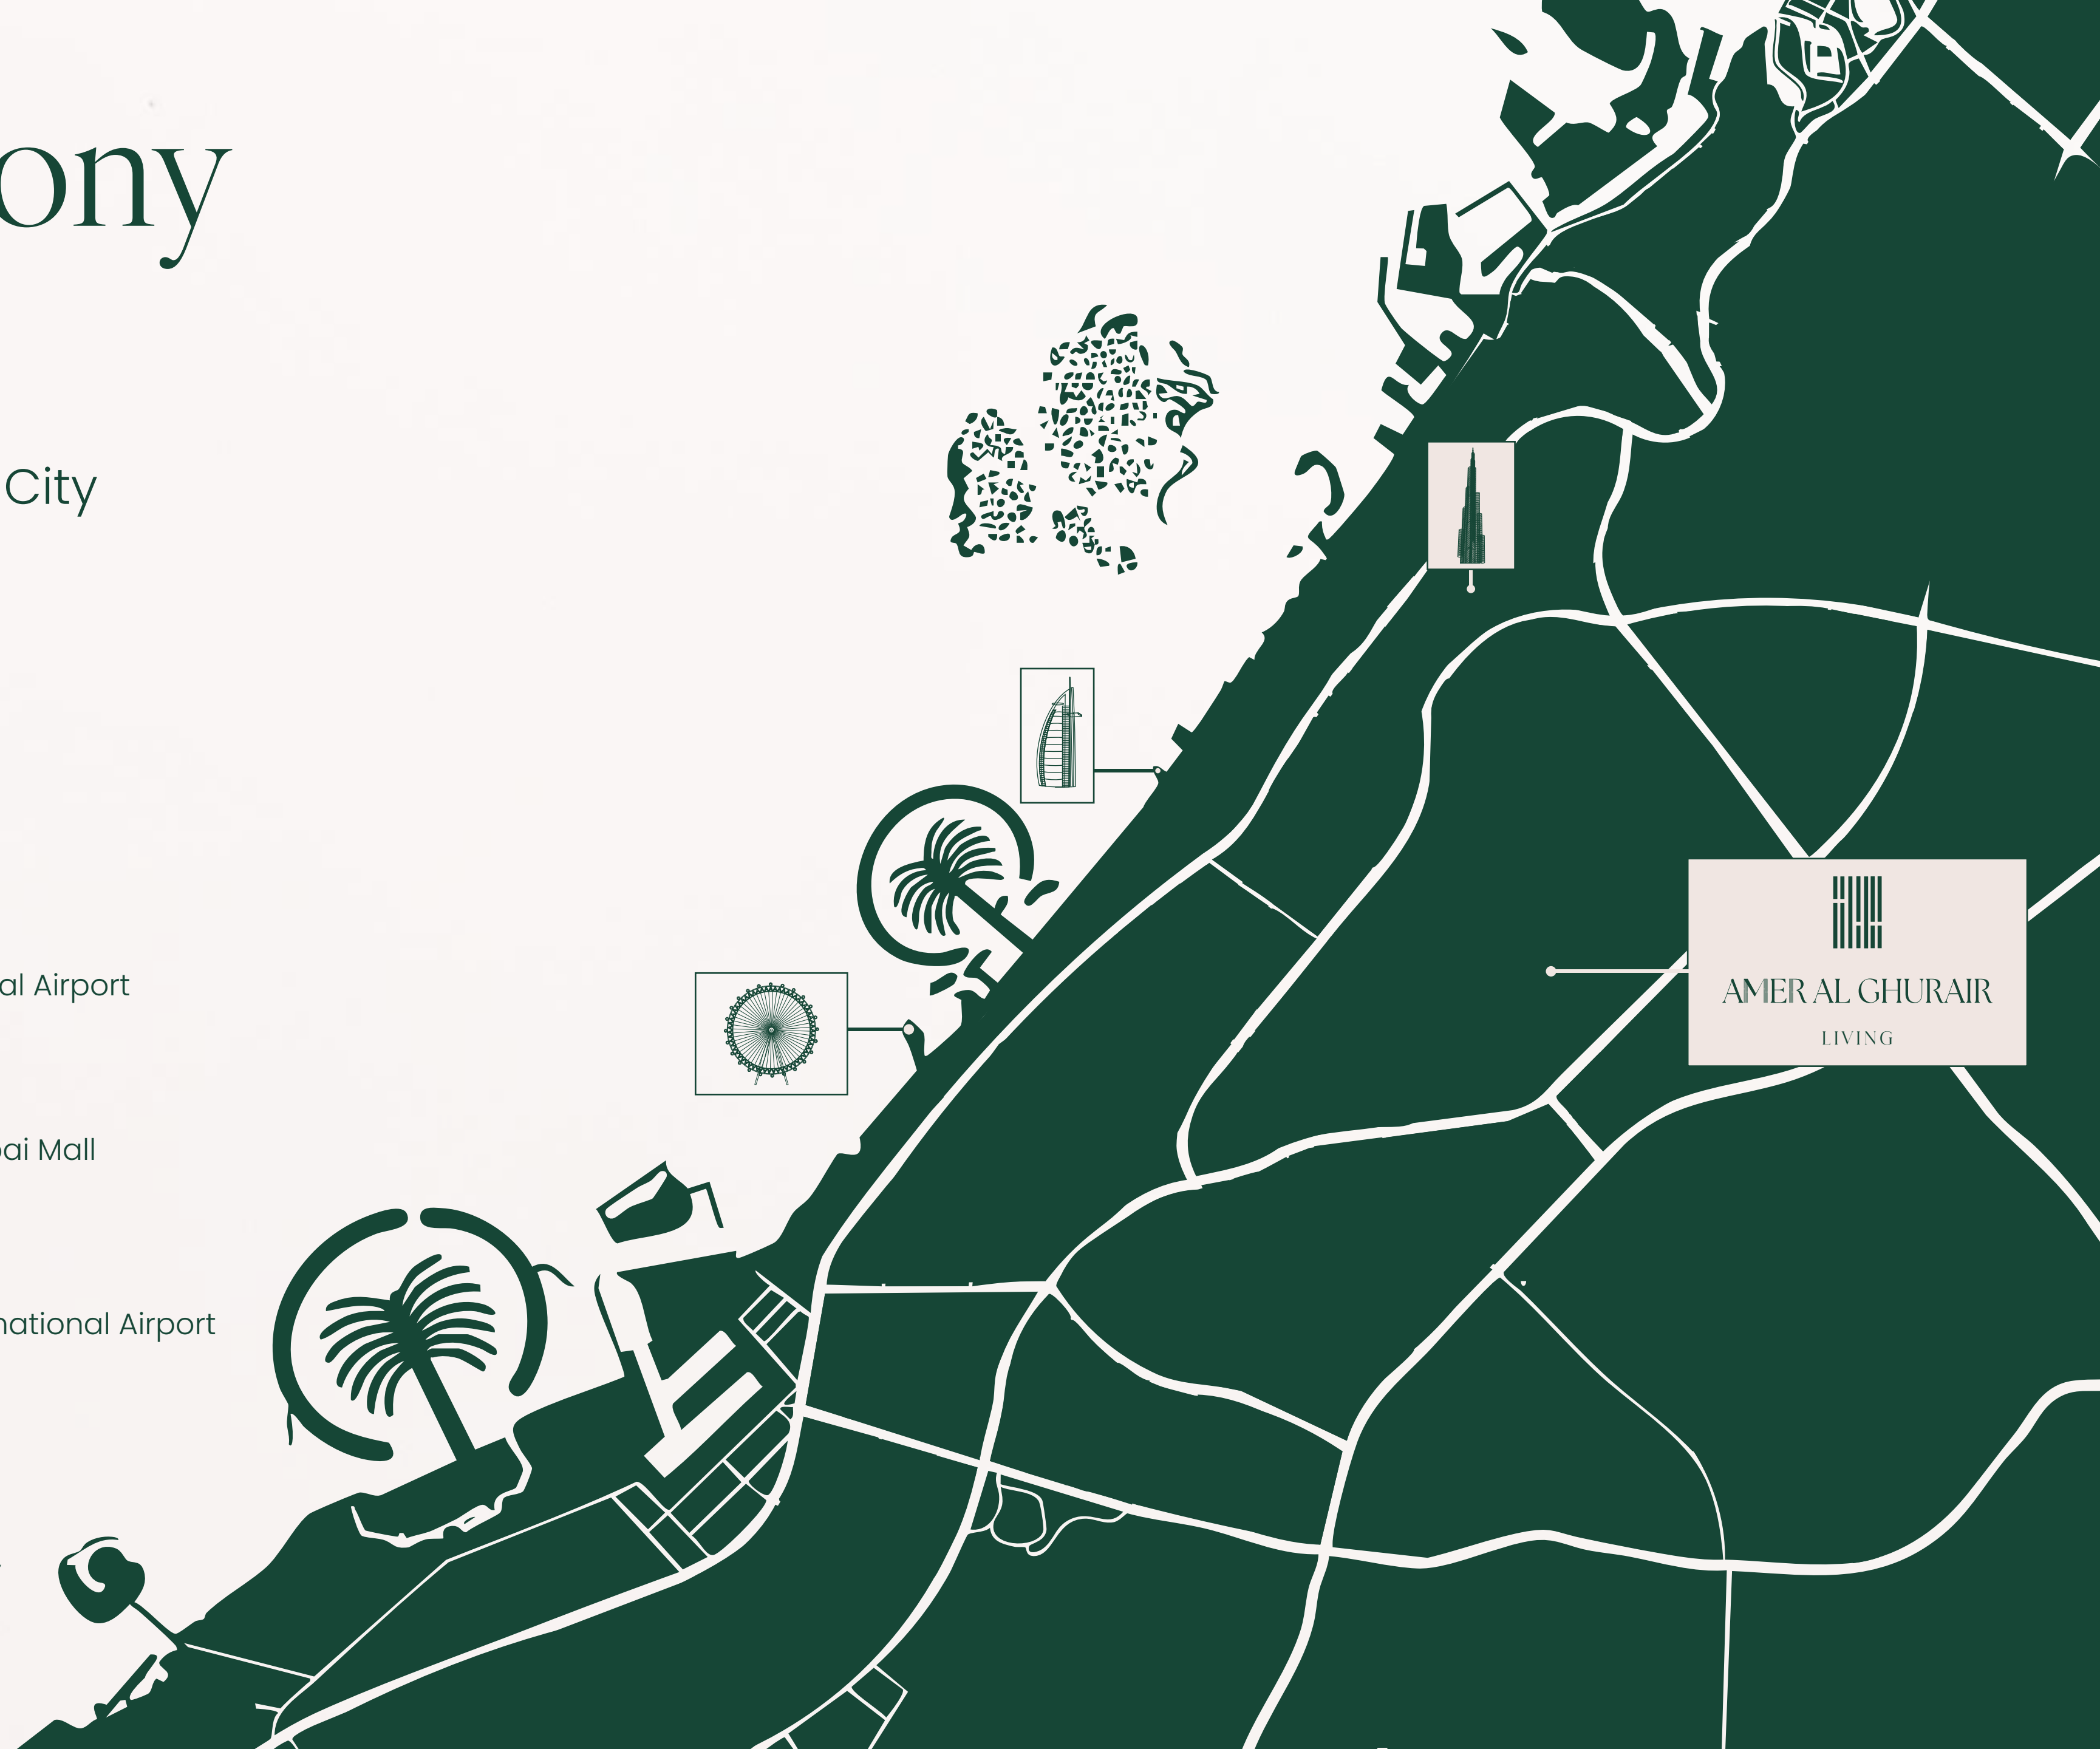 ony
City
al Airport
ai Mall
national Airport
AMER AL GHURAIR
LIVING